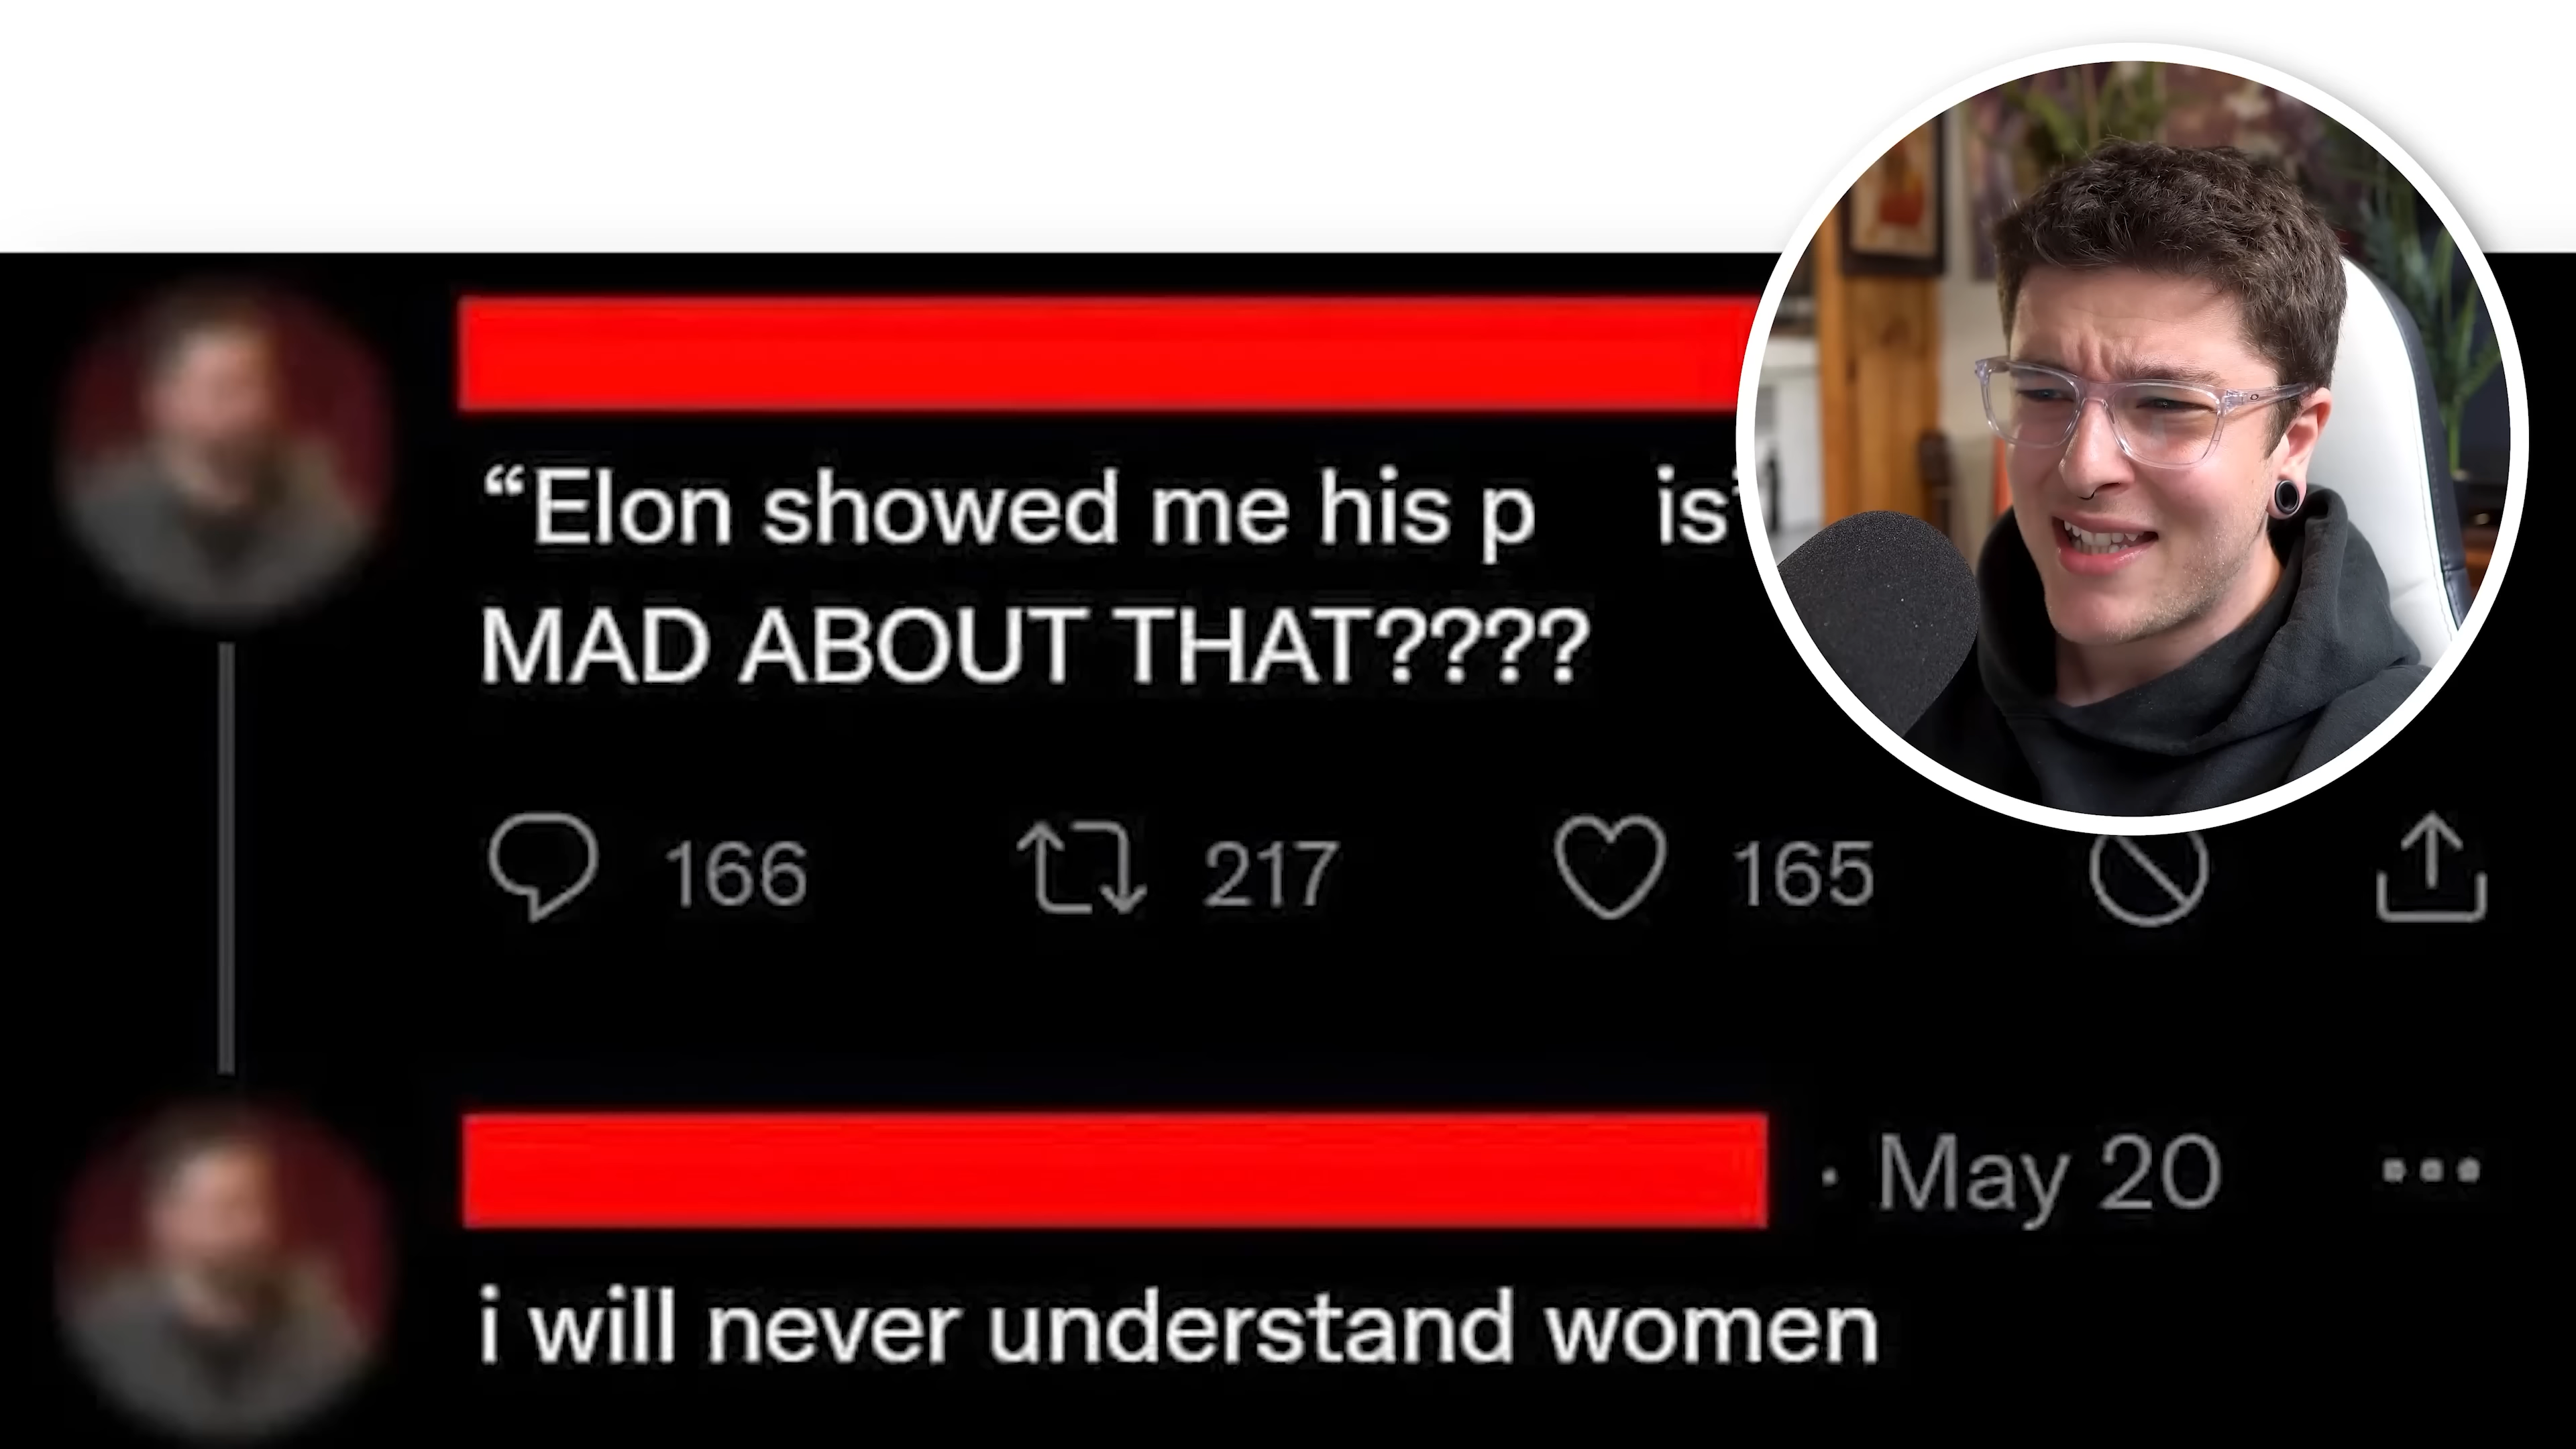 “Elon showed me his p is”
MAD ABOUT THAT????
166 217 165
· May 20 ...
i will never understand women